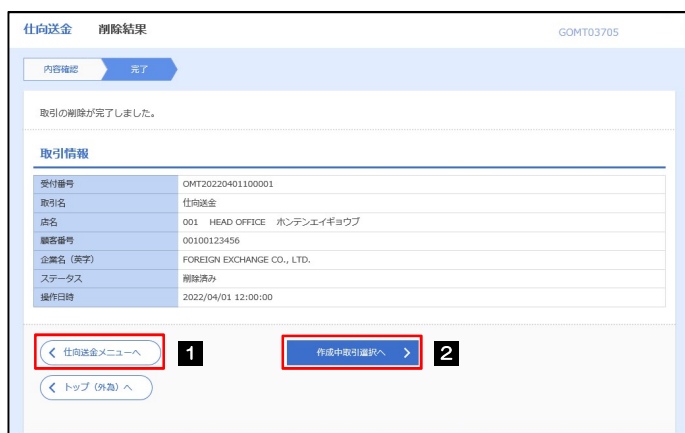 仕向送金 削除結果
GOMT03705
内容確認 完了
取引の削除が完了しました。
取引情報
受付番号 OMT20220401100001
取引名 仕向送金
店名 001 HEAD OFFICE ホンテンエイギョウブ
顧客番号 00100123456
企業名（英字） FOREIGN EXCHANGE CO., LTD.
ステータス 削除済み
操作日時 2022/04/01 12:00:00
仕向送金メニューへ 1 作成中取引選択へ 2
トップ（外為）へ